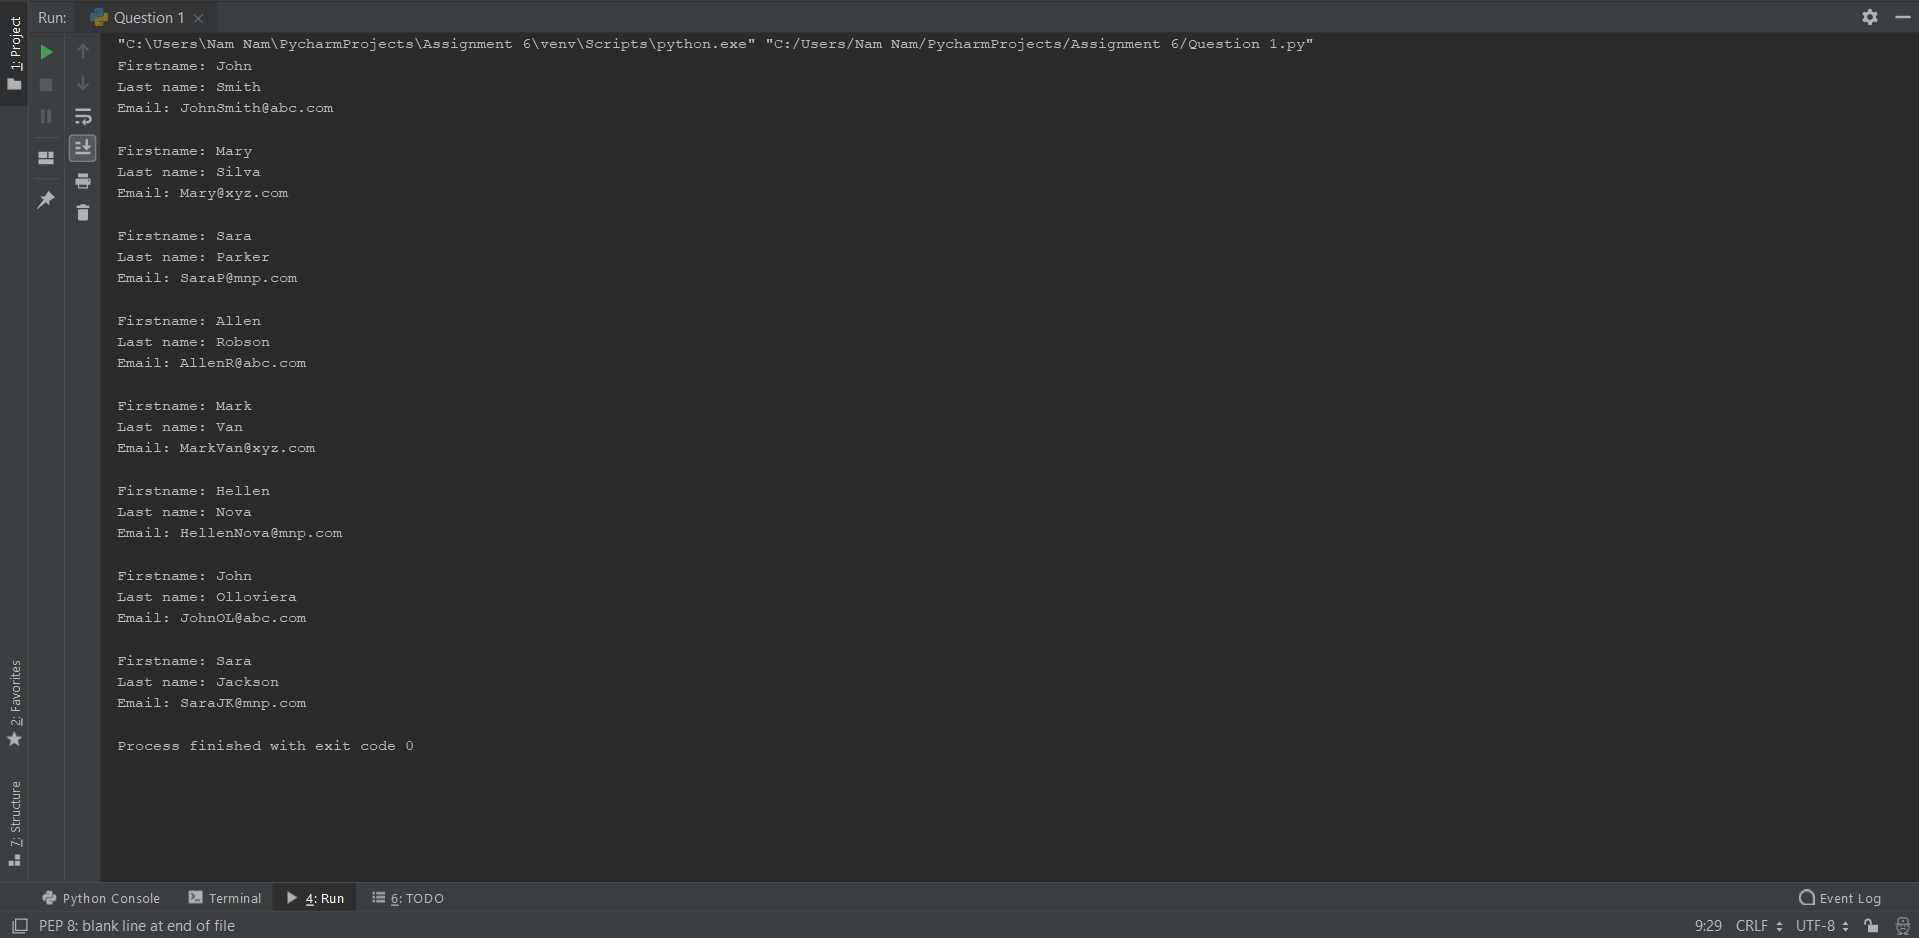 Run: Question 1
1: Project
"C:\Users\Nam Nam\PycharmProjects\Assignment 6\venv\Scripts\python.exe" "C:/Users/Nam Nam/PycharmProjects/Assignment 6/Question 1.py"
Firstname: John
Last name: Smith
Email: JohnSmith@abc.com
Firstname: Mary
Last name: Silva
Email: Mary@xyz.com
Firstname: Sara
Last name: Parker
Email: SaraP@mnp.com
Firstname: Allen
Last name: Robson
Email: AllenR@abc.com
Firstname: Mark
Last name: Van
Email: MarkVan@xyz.com
Firstname: Hellen
Last name: Nova
Email: HellenNova@mnp.com
Firstname: John
Last name: Olloviera
Email: JohnOL@abc.com
Firstname: Sara
Last name: Jackson
Email: SaraJK@mnp.com
Process finished with exit code 0
2: Favorites
7: Structure
Python Console Terminal 4: Run 6: TODO Event Log
PEP 8: blank line at end of file 9:29 CRLF UTF-8